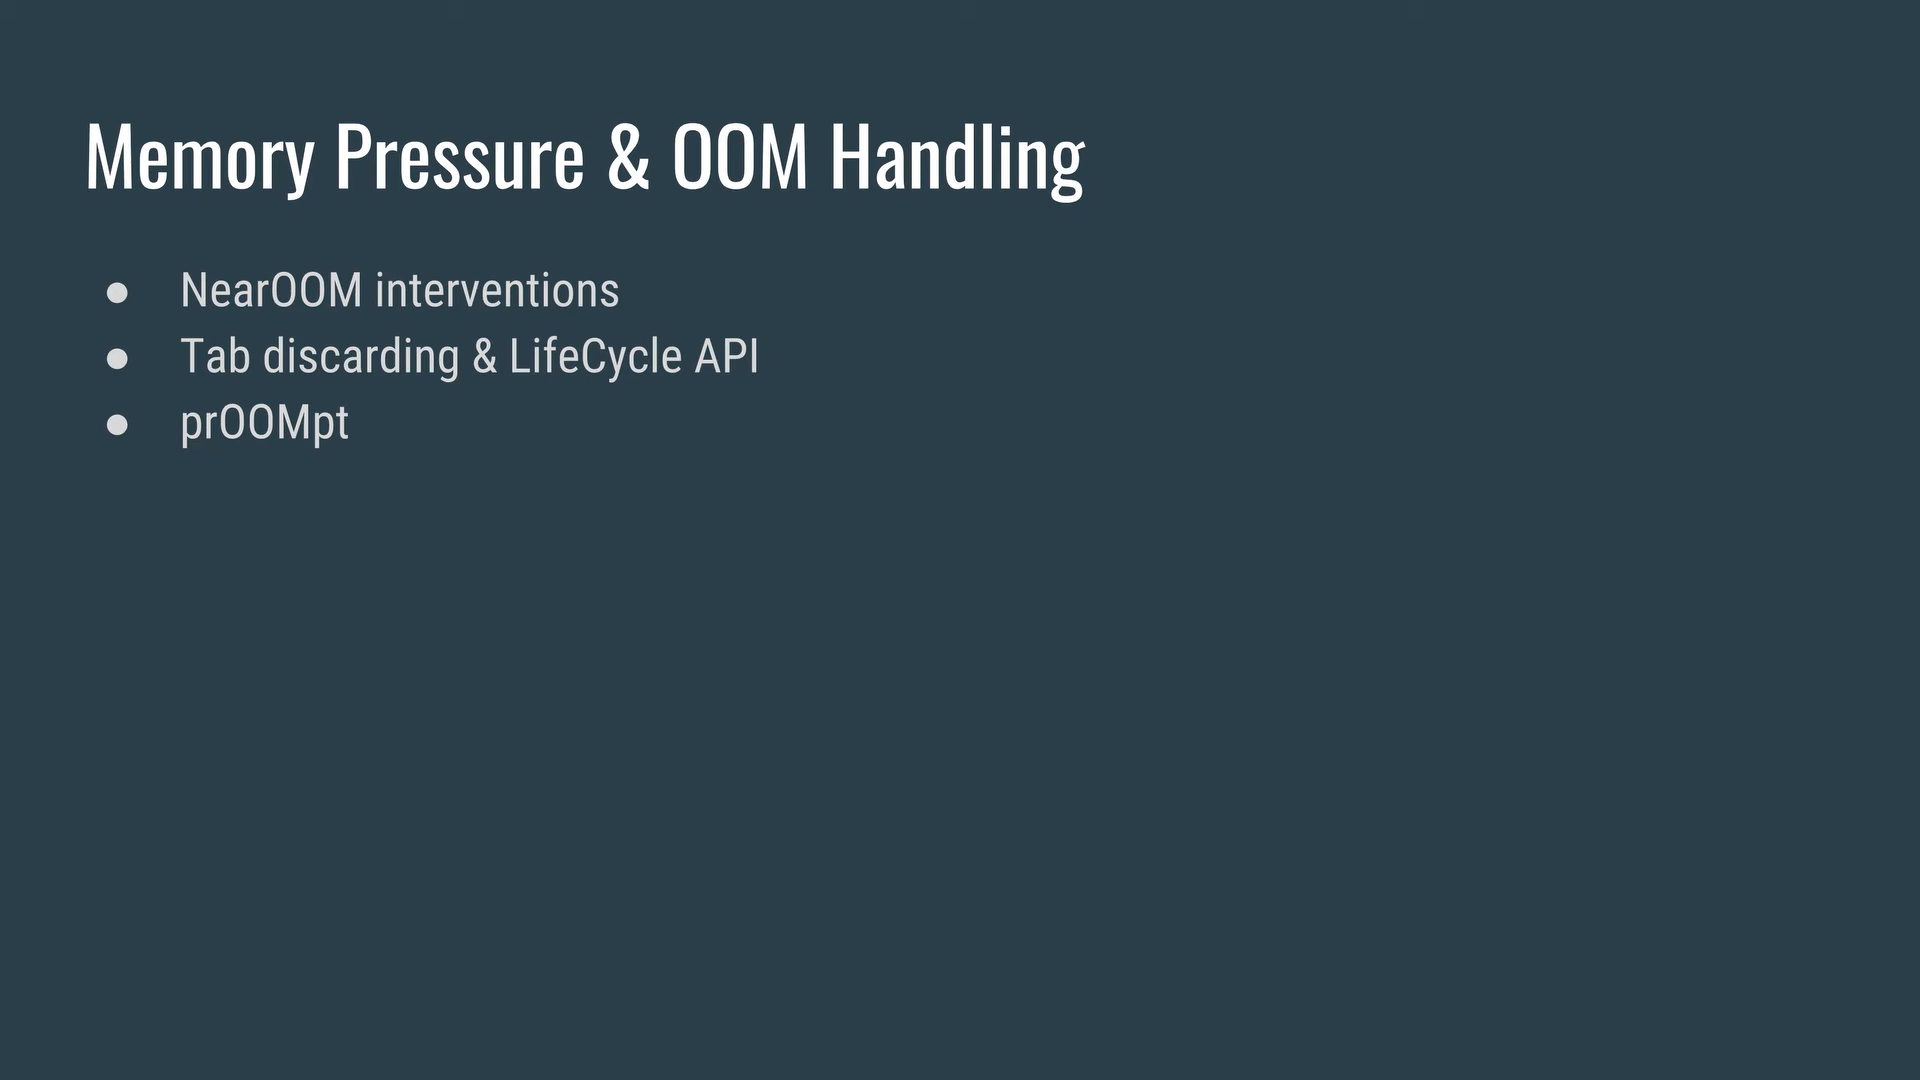 Memory Pressure & OOM Handling
● NearOOM interventions
● Tab discarding & LifeCycle API
● prOOMpt